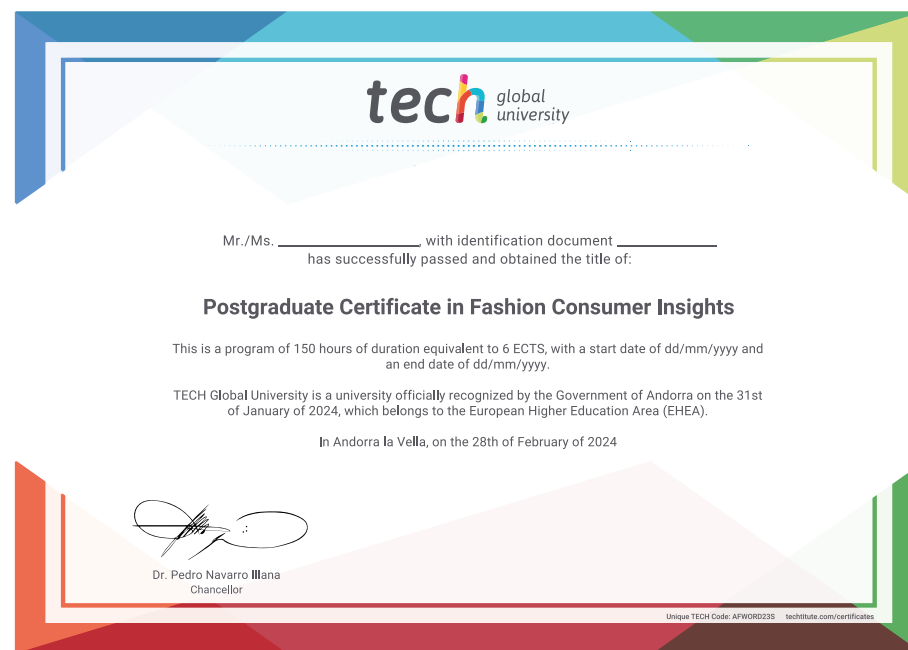 tech global university
Mr./Ms. ________________, with identification document ____________
has successfully passed and obtained the title of:
Postgraduate Certificate in Fashion Consumer Insights
This is a program of 150 hours of duration equivalent to 6 ECTS, with a start date of dd/mm/yyyy and
an end date of dd/mm/yyyy.
TECH Global University is a university officially recognized by the Government of Andorra on the 31st
of January of 2024, which belongs to the European Higher Education Area (EHEA).
In Andorra la Vella, on the 28th of February of 2024
Dr. Pedro Navarro Illana
Chancellor
Unique TECH Code: AFWORD23S techtitute.com/certificates